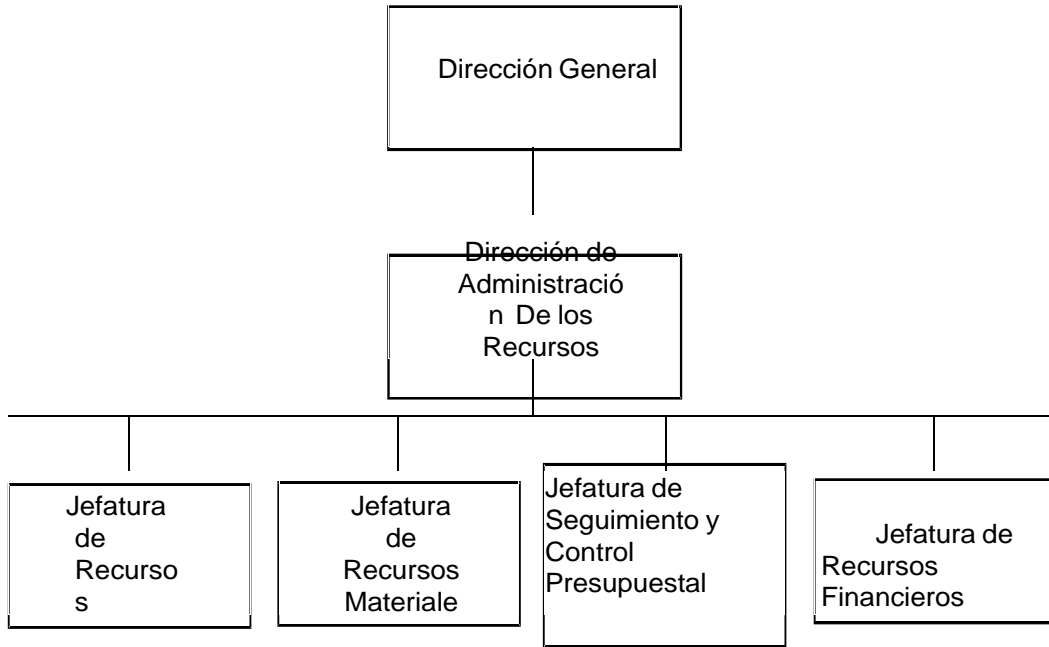 Dirección General
Dirección de
Administració
n De los
Recursos
Jefatura
de
Recurso
s
Jefatura
de
Recursos
Materiale
Jefatura de
Seguimiento y
Control
Presupuestal
Jefatura de
Recursos
Financieros